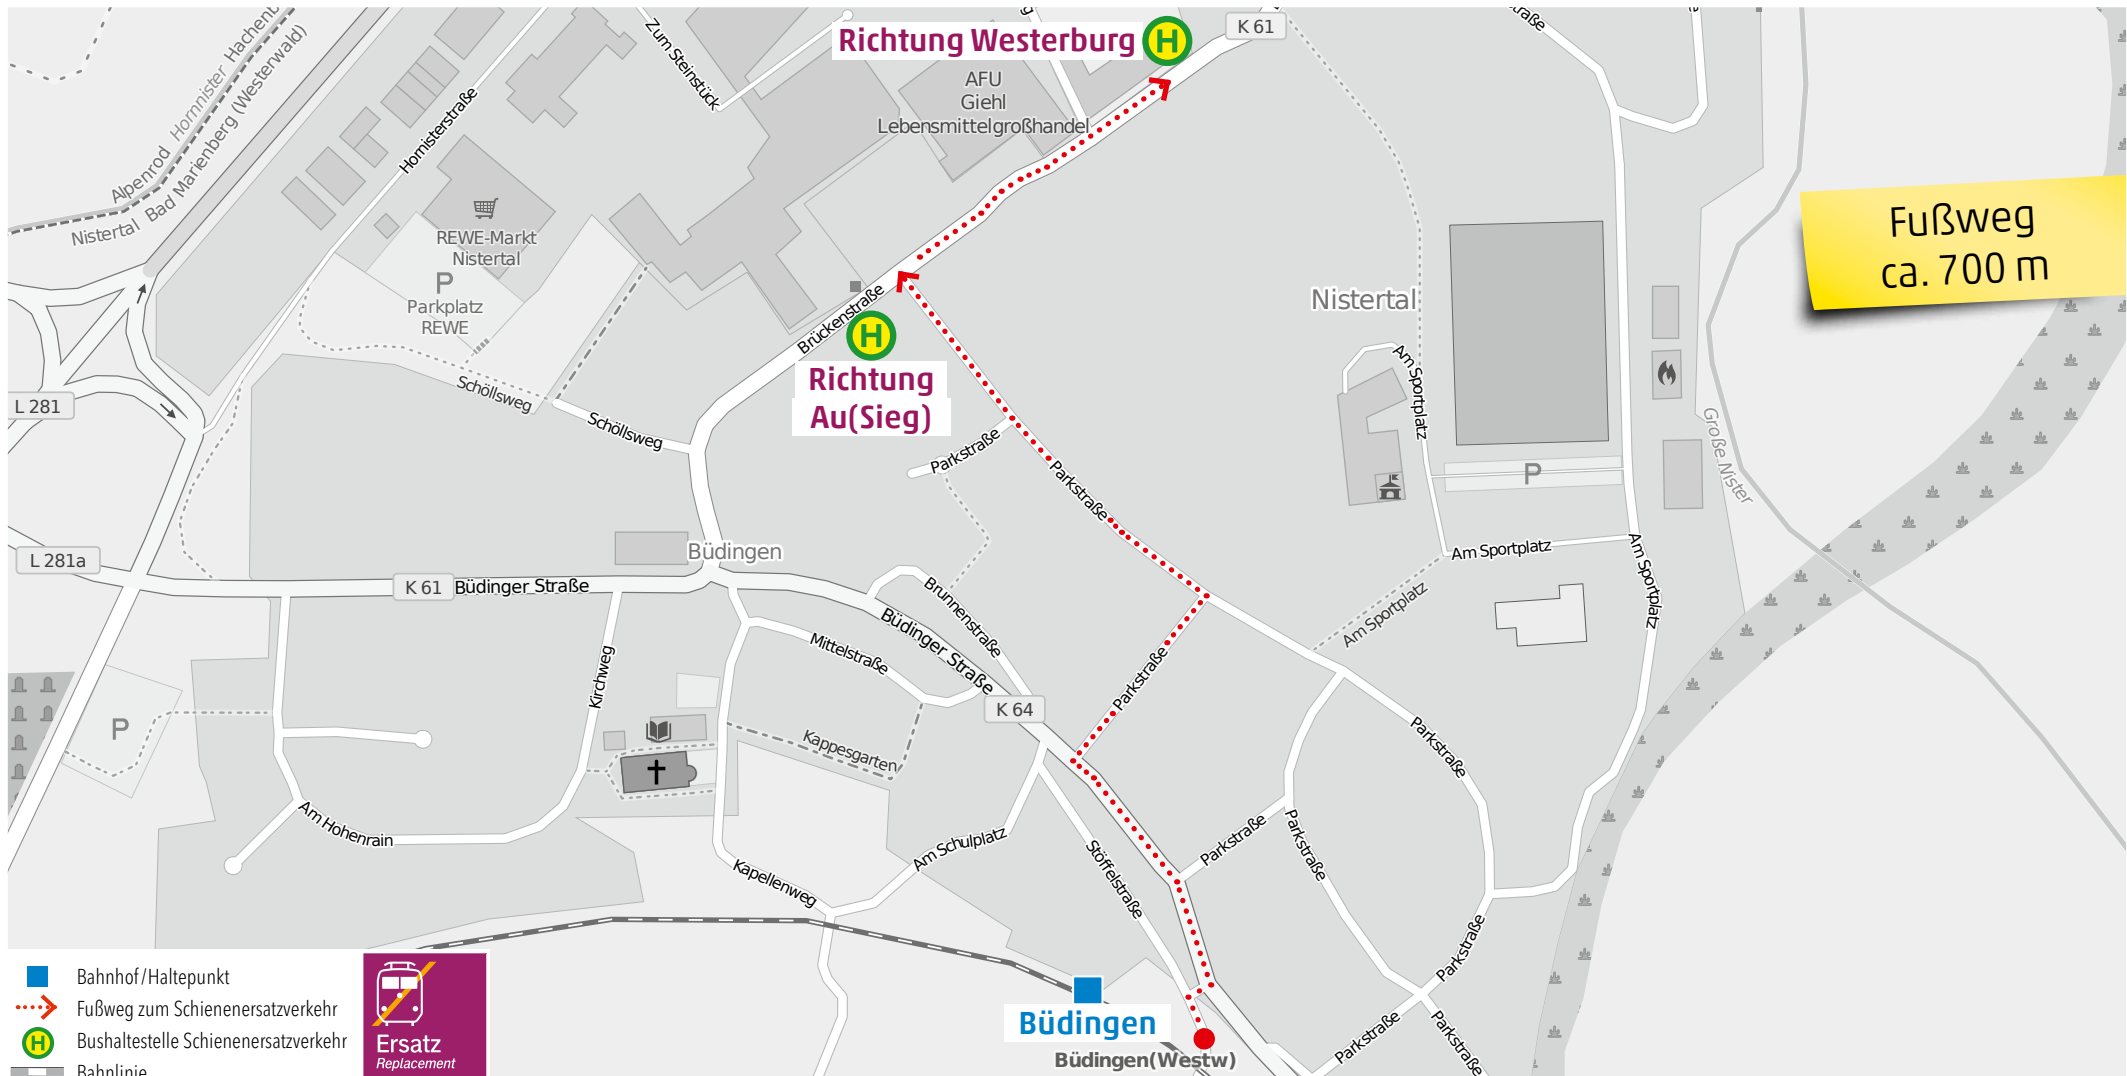 Richtung Westerburg
H
K 61
Zum Steinstück
AFU
Giehl
Lebensmittelgroßhandel
Hornister
Alpenrod
Bad Marienberg (Westerwald)
Nistertal
Hornisterstraße
REWE-Markt
Nistertal
P
Parkplatz
REWE
Fußweg
ca. 700 m
Nistertal
Brückenstraße
H
Richtung
Au(Sieg)
L 281
Schöllsweg
Schöllsweg
Parkstraße
Parkstraße
Am Sportplatz
P
Große Nister
L 281a
Büdingen
K 61
Büdinger Straße
Brunnenstraße
Büdinger Straße
Mittelstraße
Am Sportplatz
Am Sportplatz
Am Sportplatz
Kirchweg
Parkstraße
K 64
P
Kappesgarten
Parkstraße
Am Hohenrain
Am Schulplatz
Kapellenweg
Stöffelstraße
Parkstraße
Parkstraße
Parkstraße
Parkstraße
Parkstraße
Büdingen
Büdingen(Westw)
Bahnhof/Haltepunkt
Fußweg zum Schienenersatzverkehr
H
Bushaltestelle Schienenersatzverkehr
Bahnlinie
Ersatz
Replacement